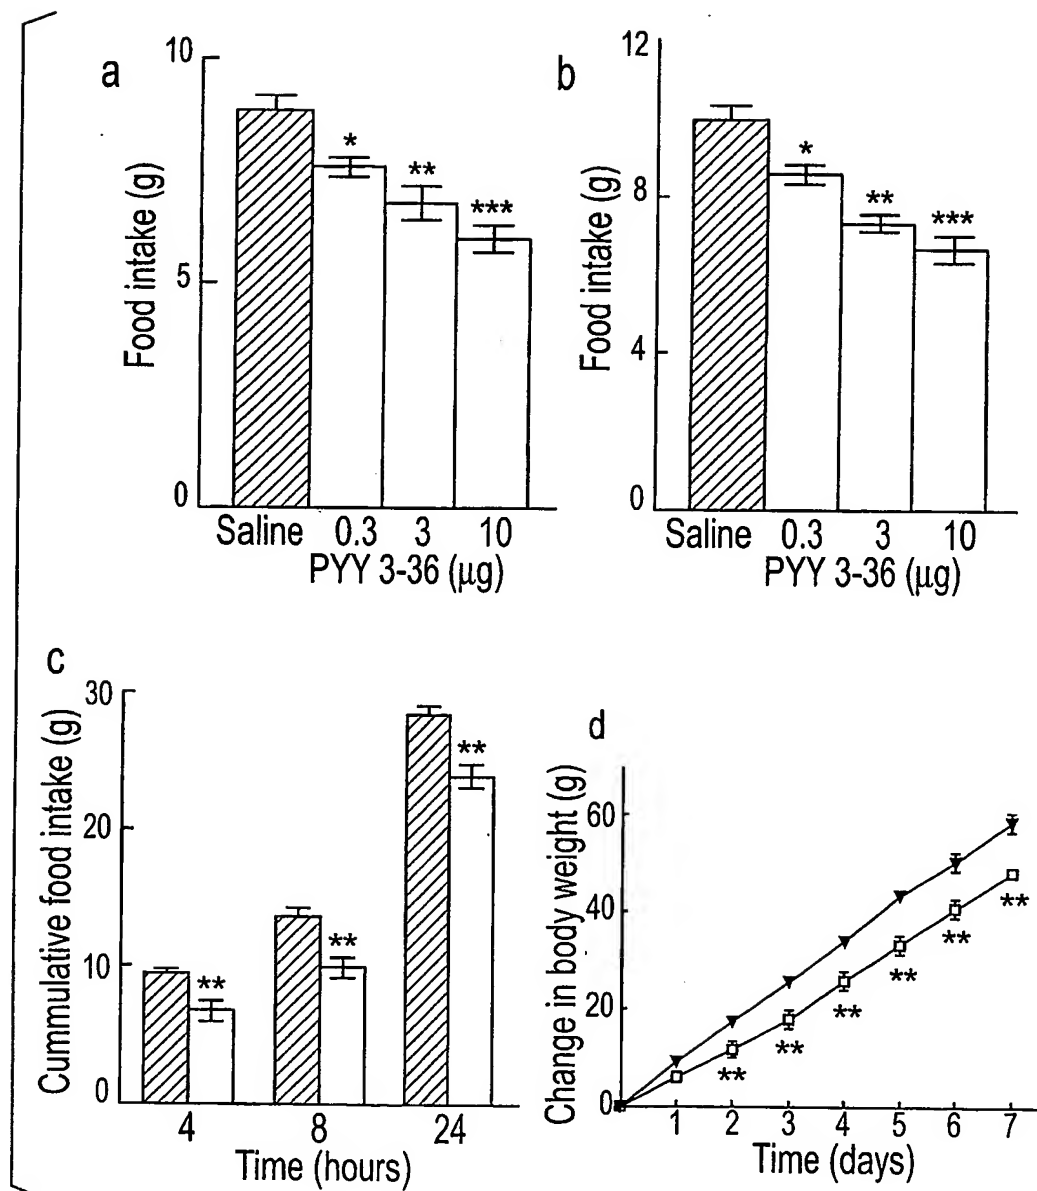 a
Food intake (g)
10
5
0
*
**
***
Saline 0.3 3 10
PYY 3-36 (μg)
b
Food intake (g)
12
8
4
0
*
**
***
Saline 0.3 3 10
PYY 3-36 (μg)
c
Cummulative food intake (g)
30
20
10
0
**
**
**
4 8 24
Time (hours)
d
Change in body weight (g)
60
40
20
0
**
**
**
**
**
**
1 2 3 4 5 6 7
Time (days)